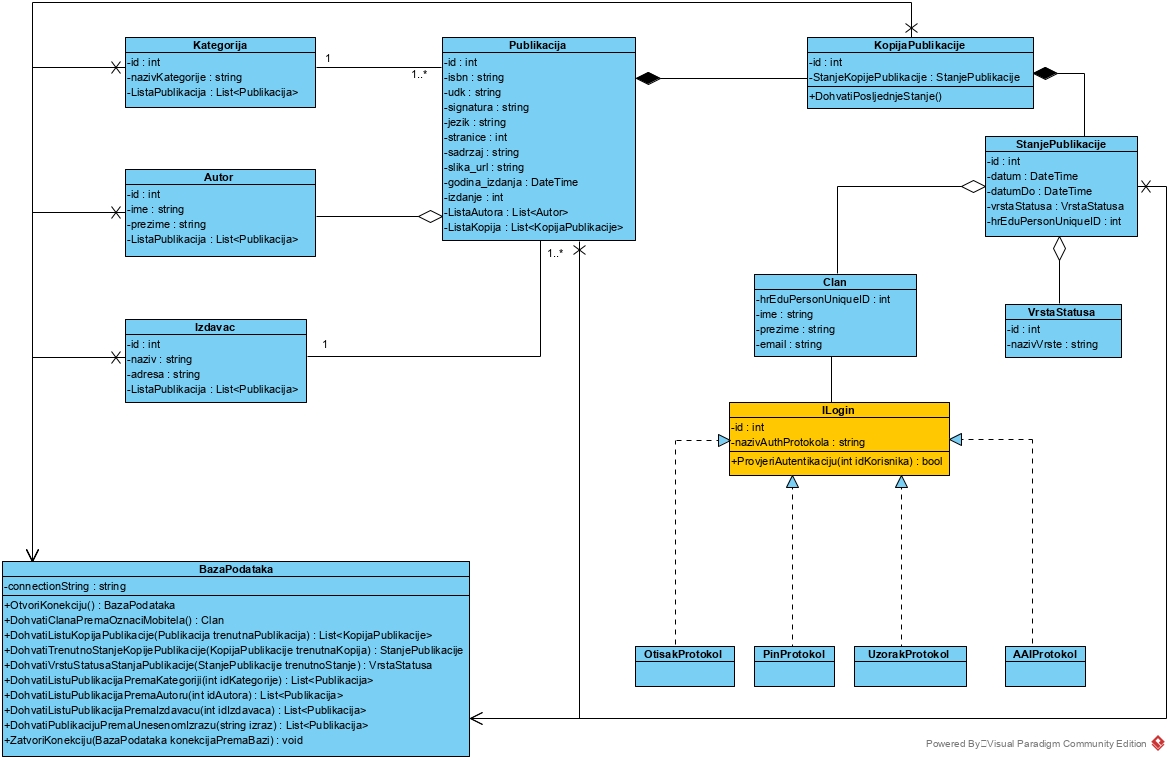 Kategorija
-id : int
-nazivKategorije : string
-ListaPublikacija : List<Publikacija>
1
1..*
Publikacija
-id : int
-isbn : string
-udk : string
-signatura : string
-jezik : string
-stranice : int
-sadrzaj : string
-slika_url : string
-godina_izdanja : DateTime
-izdanje : int
-ListaAutora : List<Autor>
-ListaKopija : List<KopijaPublikacije>
KopijaPublikacije
-id : int
-StanjeKopijePublikacije : StanjePublikacije
+DohvatiPosljednjeStanje()
StanjePublikacije
-id : int
-datum : DateTime
-datumDo : DateTime
-vrstaStatusa : VrstaStatusa
-hrEduPersonUniqueID : int
Autor
-id : int
-ime : string
-prezime : string
-ListaPublikacija : List<Publikacija>
1..*
Clan
-hrEduPersonUniqueID : int
-ime : string
-prezime : string
-email : string
VrstaStatusa
-id : int
-nazivVrste : string
Izdavac
-id : int
-naziv : string
-adresa : string
-ListaPublikacija : List<Publikacija>
1
ILogin
-id : int
-nazivAuthProtokola : string
+ProvjeriAutentikaciju(int idKorisnika) : bool
BazaPodataka
-connectionString : string
+OtvoriKonekciju() : BazaPodataka
+DohvatiClanaPremaOznaciMobitela() : Clan
+DohvatiListuKopijaPublikacije(Publikacija trenutnaPublikacija) : List<KopijaPublikacije>
+DohvatiTrenutnoStanjeKopijePublikacije(KopijaPublikacije trenutnaKopija) : StanjePublikacije
+DohvatiVrstuStatusaStanjaPublikacije(StanjePublikacije trenutnoStanje) : VrstaStatusa
+DohvatiListuPublikacijaPremaKategoriji(int idKategorije) : List<Publikacija>
+DohvatiListuPublikacijaPremaAutoru(int idAutora) : List<Publikacija>
+DohvatiListuPublikacijaPremaIzdavacu(int idIzdavaca) : List<Publikacija>
+DohvatiPublikacijuPremaUnesenomIzrazu(string izraz) : List<Publikacija>
+ZatvoriKonekciju(BazaPodataka konekcijaPremaBazi) : void
OtisakProtokol
PinProtokol
UzorakProtokol
AAIProtokol
Powered By Visual Paradigm Community Edition